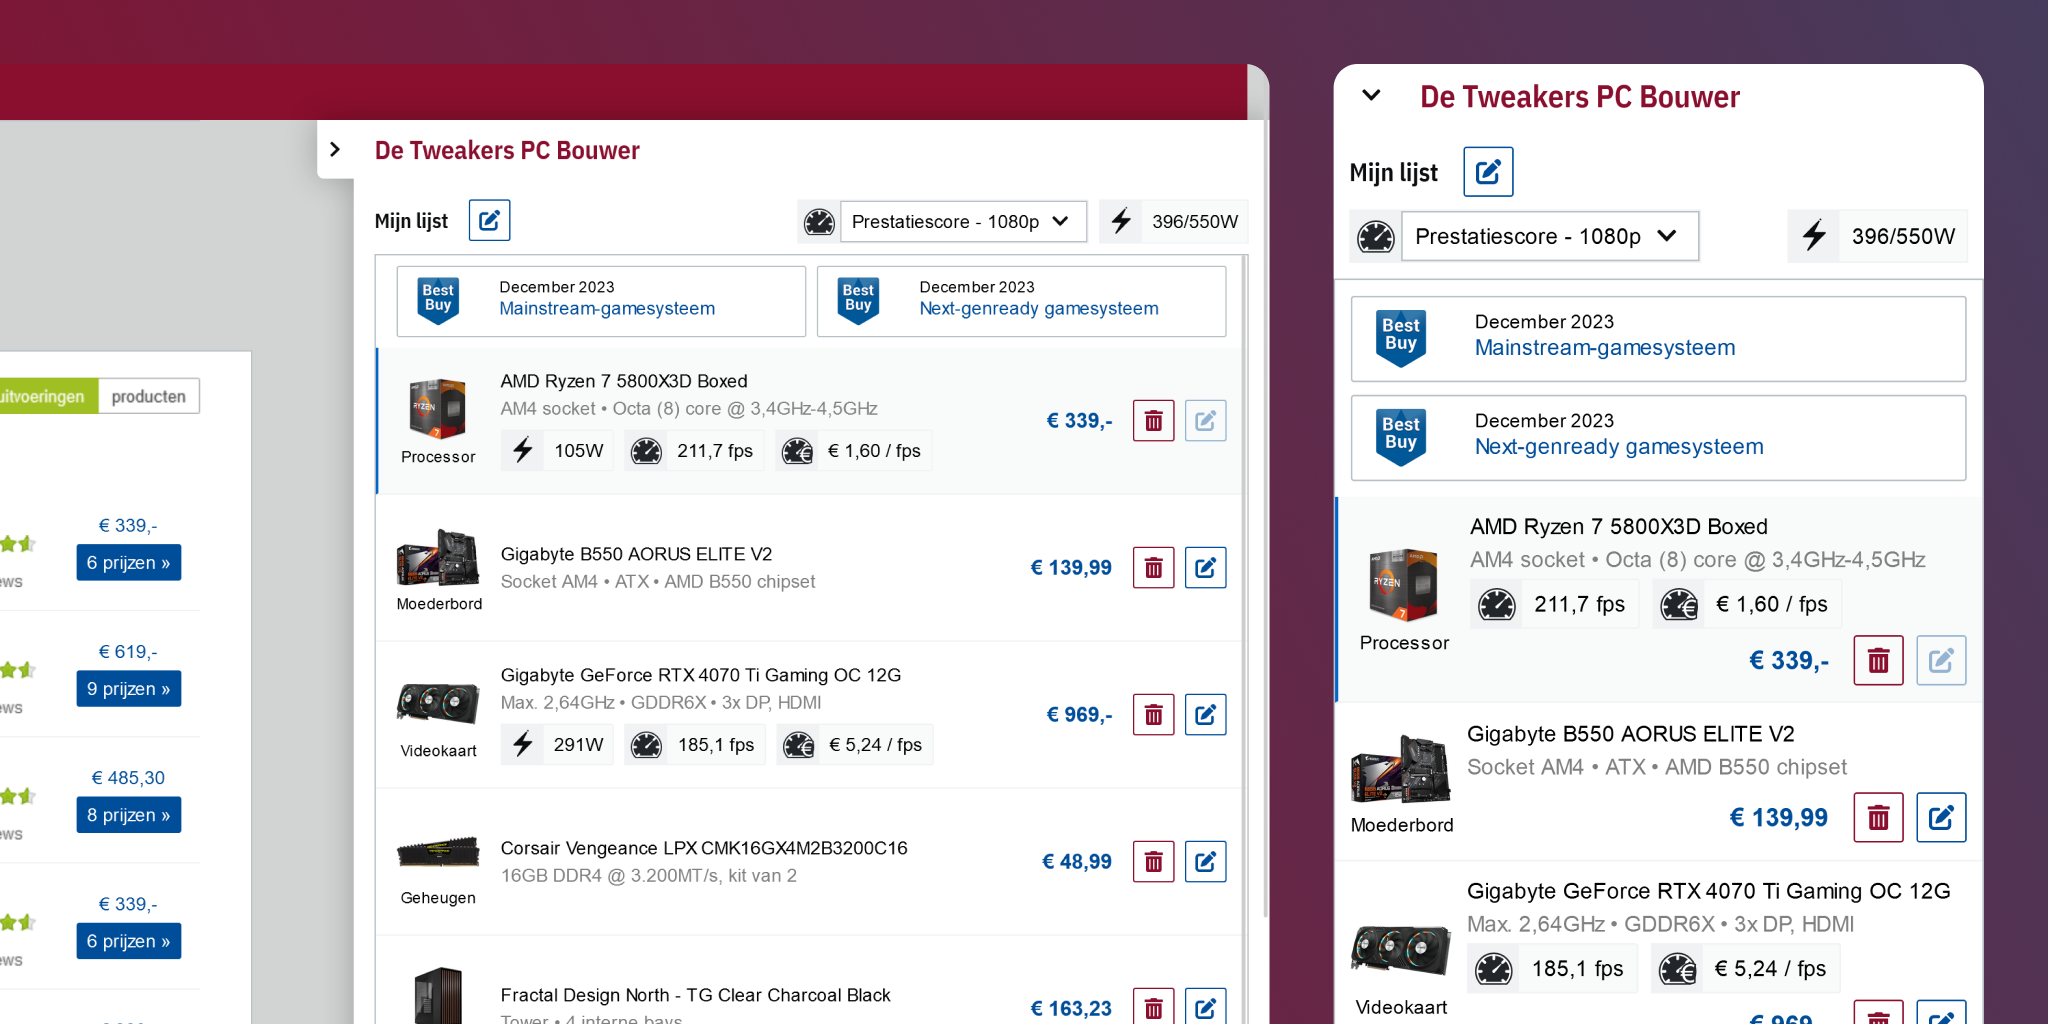 uitvoeringen
producten
€ 339,-
6 prijzen »
ews
€ 619,-
9 prijzen »
ews
€ 485,30
8 prijzen »
ews
€ 339,-
6 prijzen »
ews
De Tweakers PC Bouwer
Mijn lijst
Prestatiescore - 1080p
396/550W
Best
Buy
December 2023
Mainstream-gamesysteem
Best
Buy
December 2023
Next-genready gamesysteem
RYZEN
7
Processor
AMD Ryzen 7 5800X3D Boxed
AM4 socket • Octa (8) core @ 3,4GHz-4,5GHz
105W
211,7 fps
€ 1,60 / fps
€ 339,-
Moederbord
Gigabyte B550 AORUS ELITE V2
Socket AM4 • ATX • AMD B550 chipset
€ 139,99
Videokaart
Gigabyte GeForce RTX 4070 Ti Gaming OC 12G
Max. 2,64GHz • GDDR6X • 3x DP, HDMI
291W
185,1 fps
€ 5,24 / fps
€ 969,-
Geheugen
Corsair Vengeance LPX CMK16GX4M2B3200C16
16GB DDR4 @ 3.200MT/s, kit van 2
€ 48,99
Fractal Design North - TG Clear Charcoal Black
Tower • 4 interne bays
€ 163,23
De Tweakers PC Bouwer
Mijn lijst
Prestatiescore - 1080p
396/550W
Best
Buy
December 2023
Mainstream-gamesysteem
Best
Buy
December 2023
Next-genready gamesysteem
RYZEN
7
Processor
AMD Ryzen 7 5800X3D Boxed
AM4 socket • Octa (8) core @ 3,4GHz-4,5GHz
211,7 fps
€ 1,60 / fps
€ 339,-
Moederbord
Gigabyte B550 AORUS ELITE V2
Socket AM4 • ATX • AMD B550 chipset
€ 139,99
Videokaart
Gigabyte GeForce RTX 4070 Ti Gaming OC 12G
Max. 2,64GHz • GDDR6X • 3x DP, HDMI
185,1 fps
€ 5,24 / fps
€ 969,-